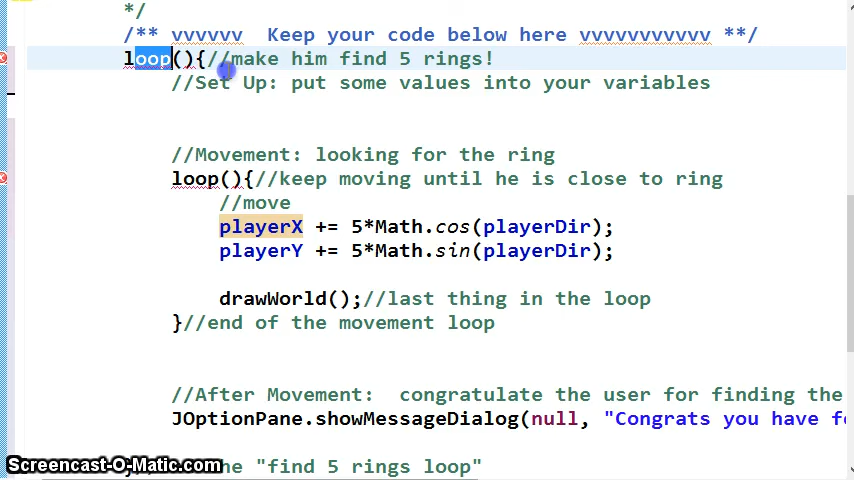 */
/** vvvvvv  Keep your code below here vvvvvvvvvvv **/
loop(){//make him find 5 rings!
//Set Up: put some values into your variables
//Movement: looking for the ring
loop(){//keep moving until he is close to ring
//move
playerX += 5*Math.cos(playerDir);
playerY += 5*Math.sin(playerDir);
drawWorld();//last thing in the loop
}//end of the movement loop
//After Movement:  congratulate the user for finding the
JOptionPane.showMessageDialog(null, "Congrats you have
"find 5 rings loop"
Screencast-O-Matic.com